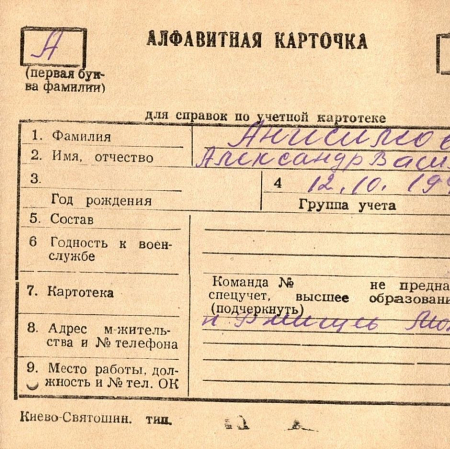 А
АЛФАВИТНАЯ КАРТОЧКА
(первая бук-
ва фамилии)
для справок по учетной картотеке
1. Фамилия Анисимов
2. Имя, отчество Александр Васи
3.
4 12.10.19
Год рождения Группа учета
5. Состав
6 Годность к воен-
службе
Команда № не предна
7. Картотека спецучет, высшее образовани
(подчеркнуть)
8. Адрес м-житель-
ства и № телефона
9. Место работы, дол-
жность и № тел. ОК
Киево-Святошин. тип.